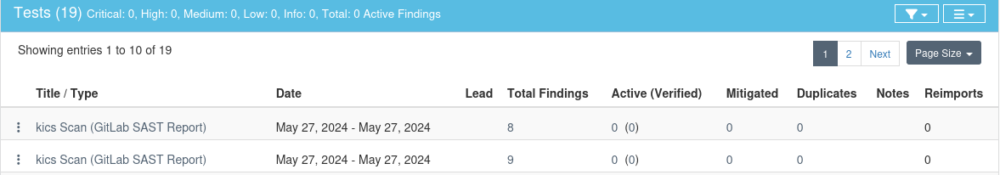 Tests (19) Critical: 0, High: 0, Medium: 0, Low: 0, Info: 0, Total: 0 Active Findings
Showing entries 1 to 10 of 19 1 2 Next Page Size
Title / Type Date Lead Total Findings Active (Verified) Mitigated Duplicates Notes Reimports
kics Scan (GitLab SAST Report) May 27, 2024 - May 27, 2024 8 0 (0) 0 0 0
kics Scan (GitLab SAST Report) May 27, 2024 - May 27, 2024 9 0 (0) 0 0 0